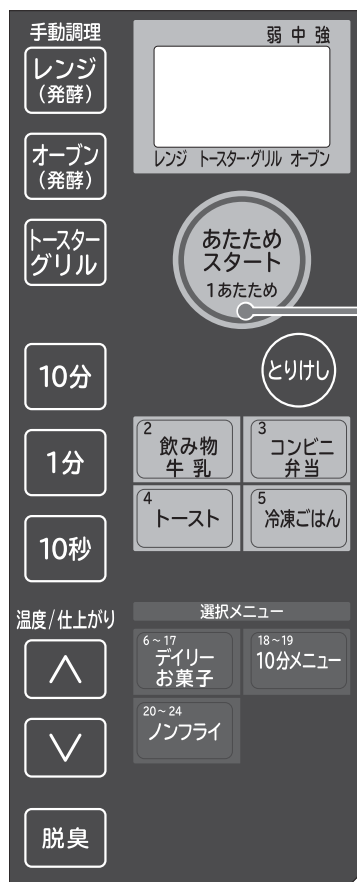 手動調理
レンジ
(発酵)
オーブン
(発酵)
トースター
グリル
10分
1分
10秒
温度/仕上がり
脱臭
弱 中 強
レンジ トースター・グリル オーブン
あたため
スタート
1あたため
とりけし
2
飲み物
牛乳
3
コンビニ
弁当
4
トースト
5
冷凍ごはん
選択メニュー
6~17
デイリー
お菓子
18~19
10分メニュー
20~24
ノンフライ